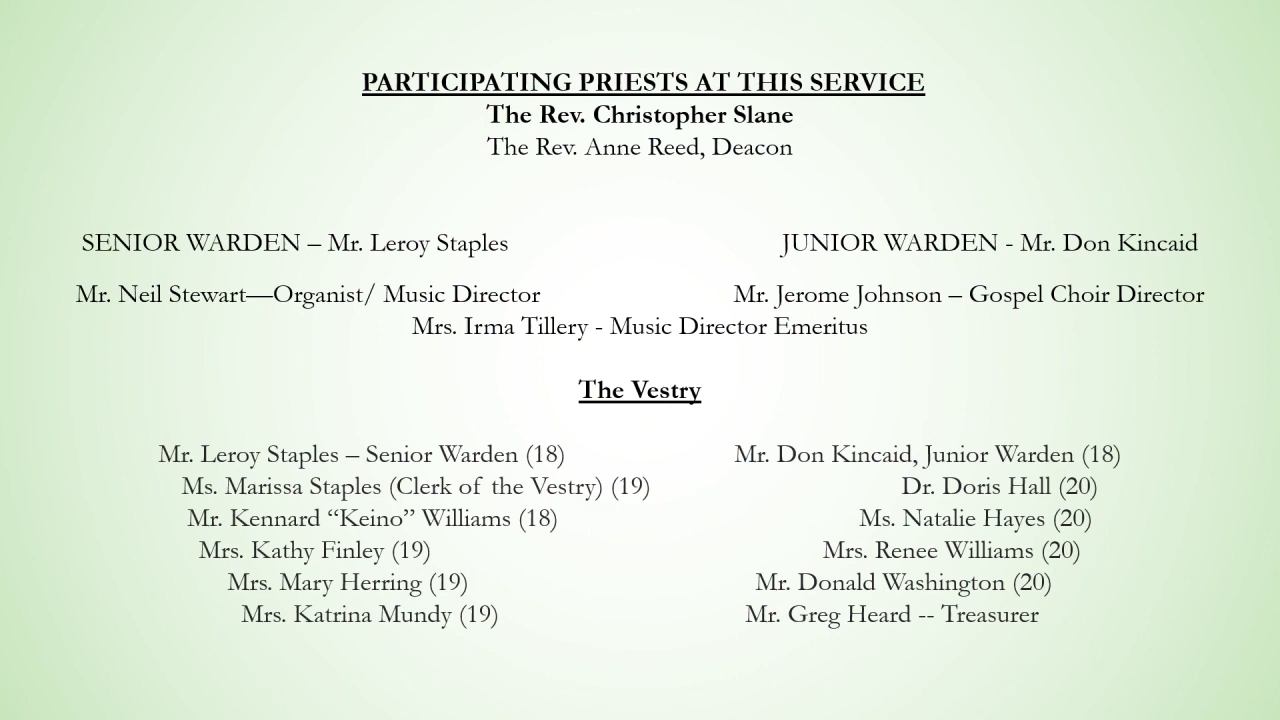 PARTICIPATING PRIESTS AT THIS SERVICE
The Rev. Christopher Slane
The Rev. Anne Reed, Deacon
SENIOR WARDEN – Mr. Leroy Staples JUNIOR WARDEN - Mr. Don Kincaid
Mr. Neil Stewart—Organist/ Music Director Mr. Jerome Johnson – Gospel Choir Director
Mrs. Irma Tillery - Music Director Emeritus
The Vestry
Mr. Leroy Staples – Senior Warden (18) Mr. Don Kincaid, Junior Warden (18)
Ms. Marissa Staples (Clerk of the Vestry) (19) Dr. Doris Hall (20)
Mr. Kennard “Keino” Williams (18) Ms. Natalie Hayes (20)
Mrs. Kathy Finley (19) Mrs. Renee Williams (20)
Mrs. Mary Herring (19) Mr. Donald Washington (20)
Mrs. Katrina Mundy (19) Mr. Greg Heard -- Treasurer